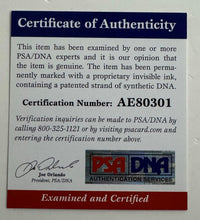 Certificate of Authenticity
This item has been examined by one or more
PSA/DNA experts and it is our opinion that
the item is genuine. The item has been
permanently marked with a proprietary invisible ink,
containing a patented strand of synthetic DNA.
Certification Number: AE80301
Verification inquiries can be made to PSA/DNA by
calling 800-325-1121 or by visiting psacard.com and
entering the certification number.
Joe Orlando
President, PSA/DNA
PSA DNA
AUTHENTICATION SERVICES
Examined and Certified